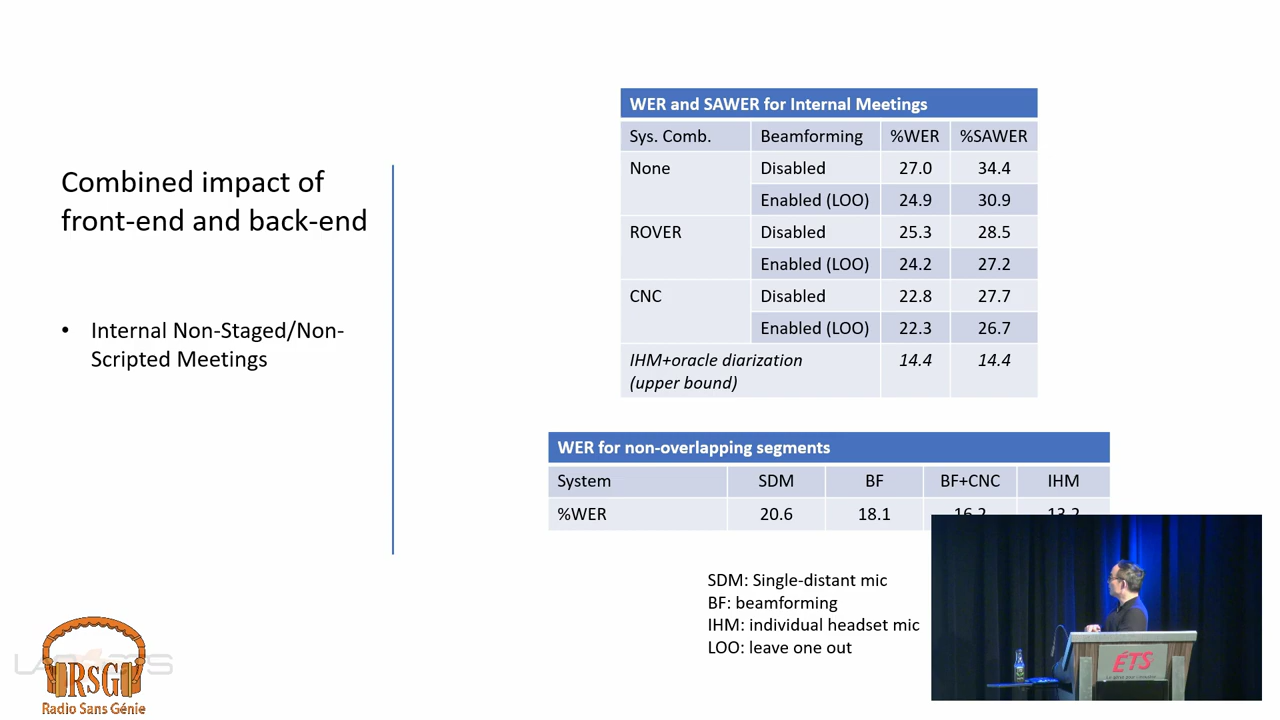 Combined impact of
front-end and back-end
• Internal Non-Staged/Non-
Scripted Meetings
WER and SAWER for Internal Meetings
Sys. Comb. Beamforming %WER %SAWER
None Disabled 27.0 34.4
Enabled (LOO) 24.9 30.9
ROVER Disabled 25.3 28.5
Enabled (LOO) 24.2 27.2
CNC Disabled 22.8 27.7
Enabled (LOO) 22.3 26.7
IHM+oracle diarization 14.4 14.4
(upper bound)
WER for non-overlapping segments
System SDM BF BF+CNC IHM
%WER 20.6 18.1 16.2 13.2
SDM: Single-distant mic
BF: beamforming
IHM: individual headset mic
LOO: leave one out
ÉTS
RSG
Radio Sans Génie